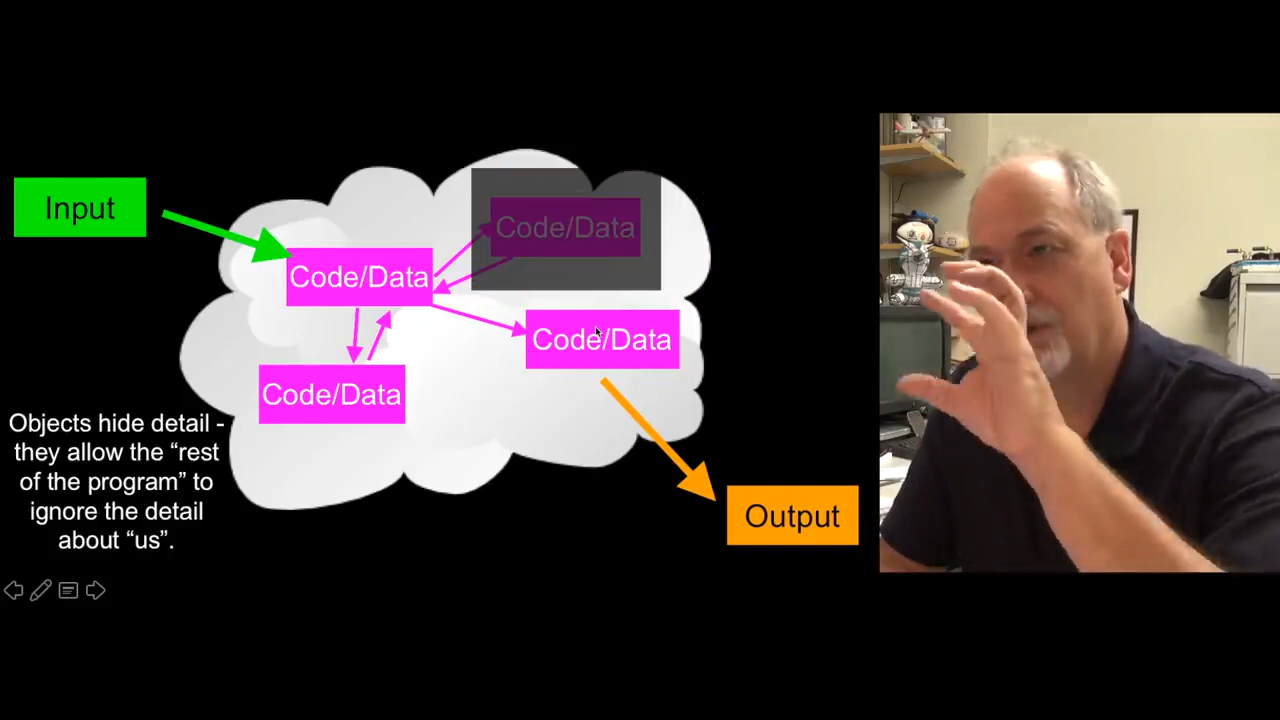 Input
Code/Data
Code/Data
Code/Data
Code/Data
Objects hide detail -
they allow the “rest
of the program” to
ignore the detail
about “us”.
Output